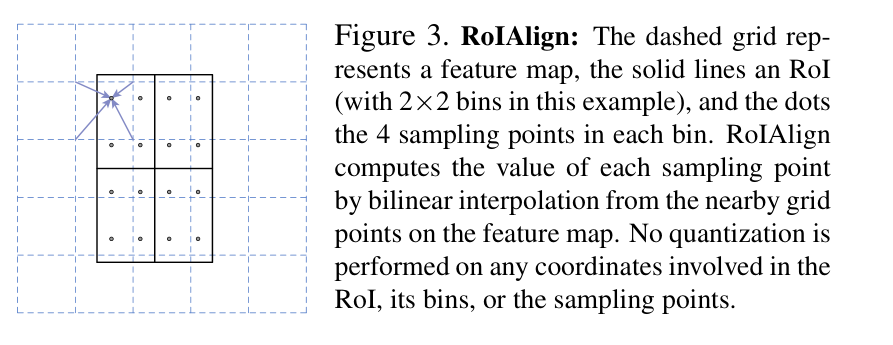 Figure 3. RoIAlign: The dashed grid rep-
resents a feature map, the solid lines an RoI
(with 2×2 bins in this example), and the dots
the 4 sampling points in each bin. RoIAlign
computes the value of each sampling point
by bilinear interpolation from the nearby grid
points on the feature map. No quantization is
performed on any coordinates involved in the
RoI, its bins, or the sampling points.